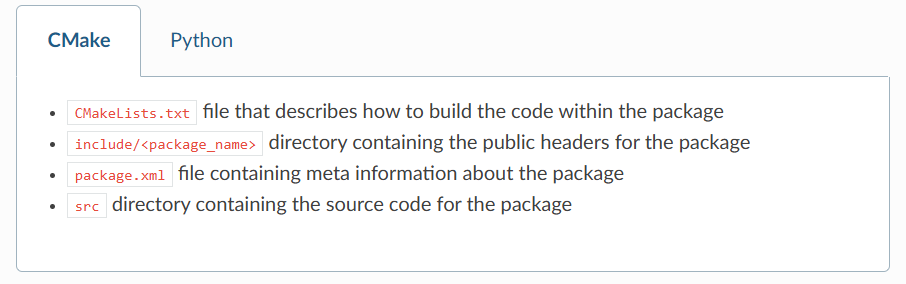 CMake Python
CMakeLists.txt file that describes how to build the code within the package
include/<package_name> directory containing the public headers for the package
package.xml file containing meta information about the package
src directory containing the source code for the package